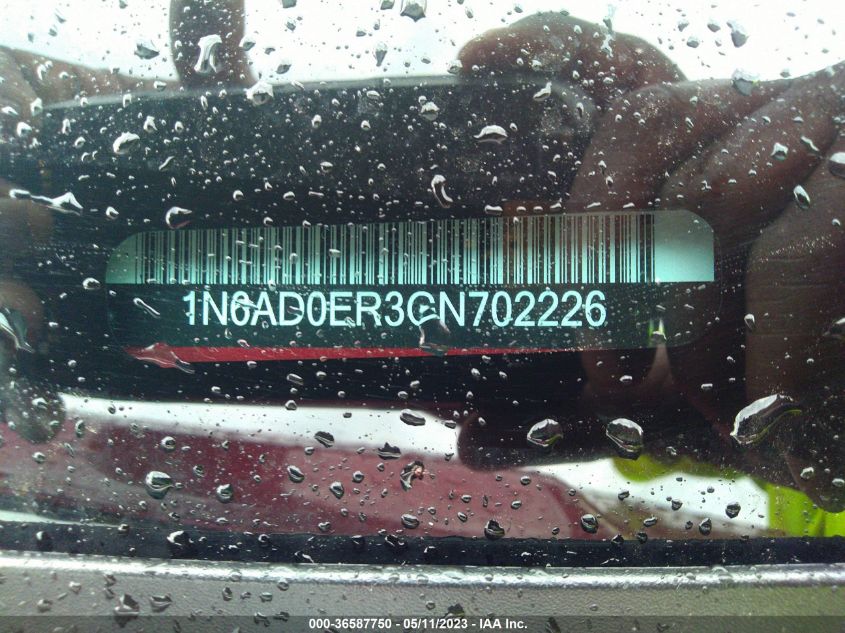 1N6AD0ER3CN702226
000-36587750 - 05/11/2023 - IAA Inc.